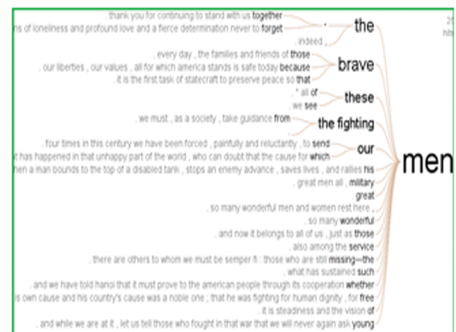 . thank you for continuing to stand with us together
ns of loneliness and profound love and a fierce determination never to forget
,
the
. indeed ,
. every day , the families and friends of those
. our liberties , our values , all for which america stands is safe today because
brave
. it is the first task of statecraft to preserve peace so that
. " all of
these
. we see
. we must , as a society , take guidance from
the fighting
. four times in this century we have been forced , painfully and reluctantly , to send
our
t has happened in that unhappy part of the world , who can doubt that the cause for which
men
hen a man bounds to the top of a disabled tank , stops an enemy advance , saves lives , and rallies his
. great men all , military
great
. so many wonderful men and women rest here ,
. so many wonderful
. and now it belongs to all of us , just as those
. also among the service
. there are others to whom we must be semper fi : those who are still missing—the
. what has sustained such
. and we have told hanoi that it must prove to the american people through its cooperation whether
is own cause and his country's cause was a noble one ; that he was fighting for human dignity , for free
. it is steadiness and the vision of
. and while we are at it , let us tell those who fought in that war that we will never again ask young